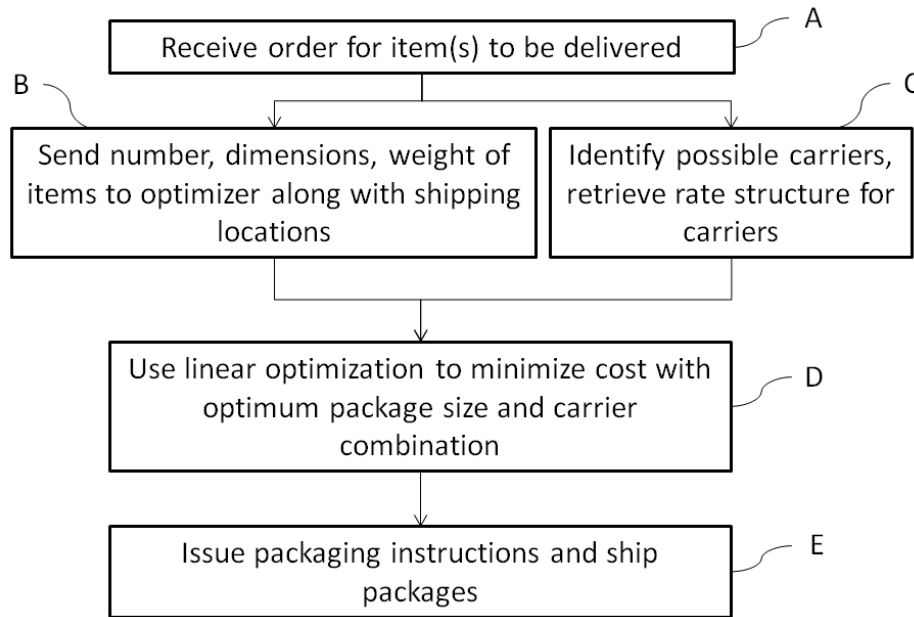 A
Receive order for item(s) to be delivered
B
C
Send number, dimensions, weight of
items to optimizer along with shipping
locations
Identify possible carriers,
retrieve rate structure for
carriers
Use linear optimization to minimize cost with
optimum package size and carrier
combination
D
Issue packaging instructions and ship
packages
E